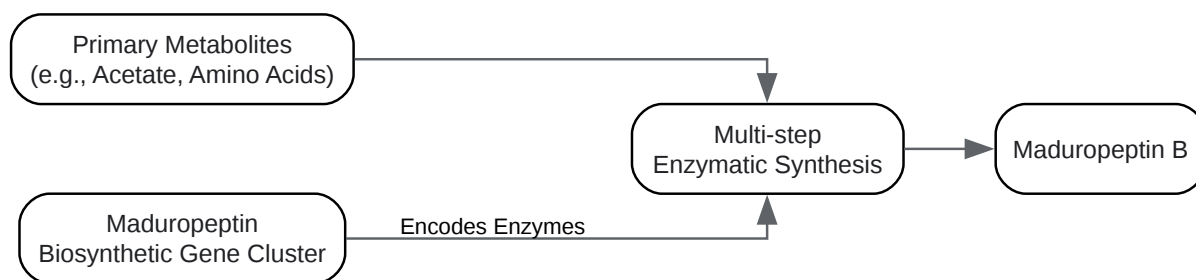 Primary Metabolites
(e.g., Acetate, Amino Acids)
Multi-step
Enzymatic Synthesis
Maduropeptin B
Maduropeptin
Biosynthetic Gene Cluster
Encodes Enzymes